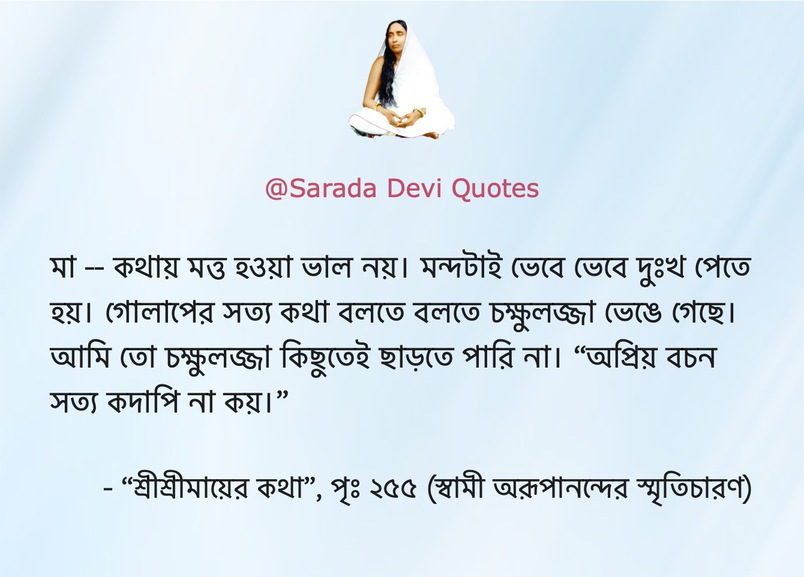 @Sarada Devi Quotes
মা -- কথায় মত্ত হওয়া ভাল নয়। মন্দটাই ভেবে ভেবে দুঃখ পেতে
হয়। গোলাপের সত্য কথা বলতে বলতে চক্ষুলজ্জা ভেঙে গেছে।
আমি তো চক্ষুলজ্জা কিছুতেই ছাড়তে পারি না। “অপ্রিয় বচন
সত্য কদাপি না কয়।”
- “শ্রীশ্রীমায়ের কথা”, পৃঃ ২৫৫ (স্বামী অরূপানন্দের স্মৃতিচারণ)